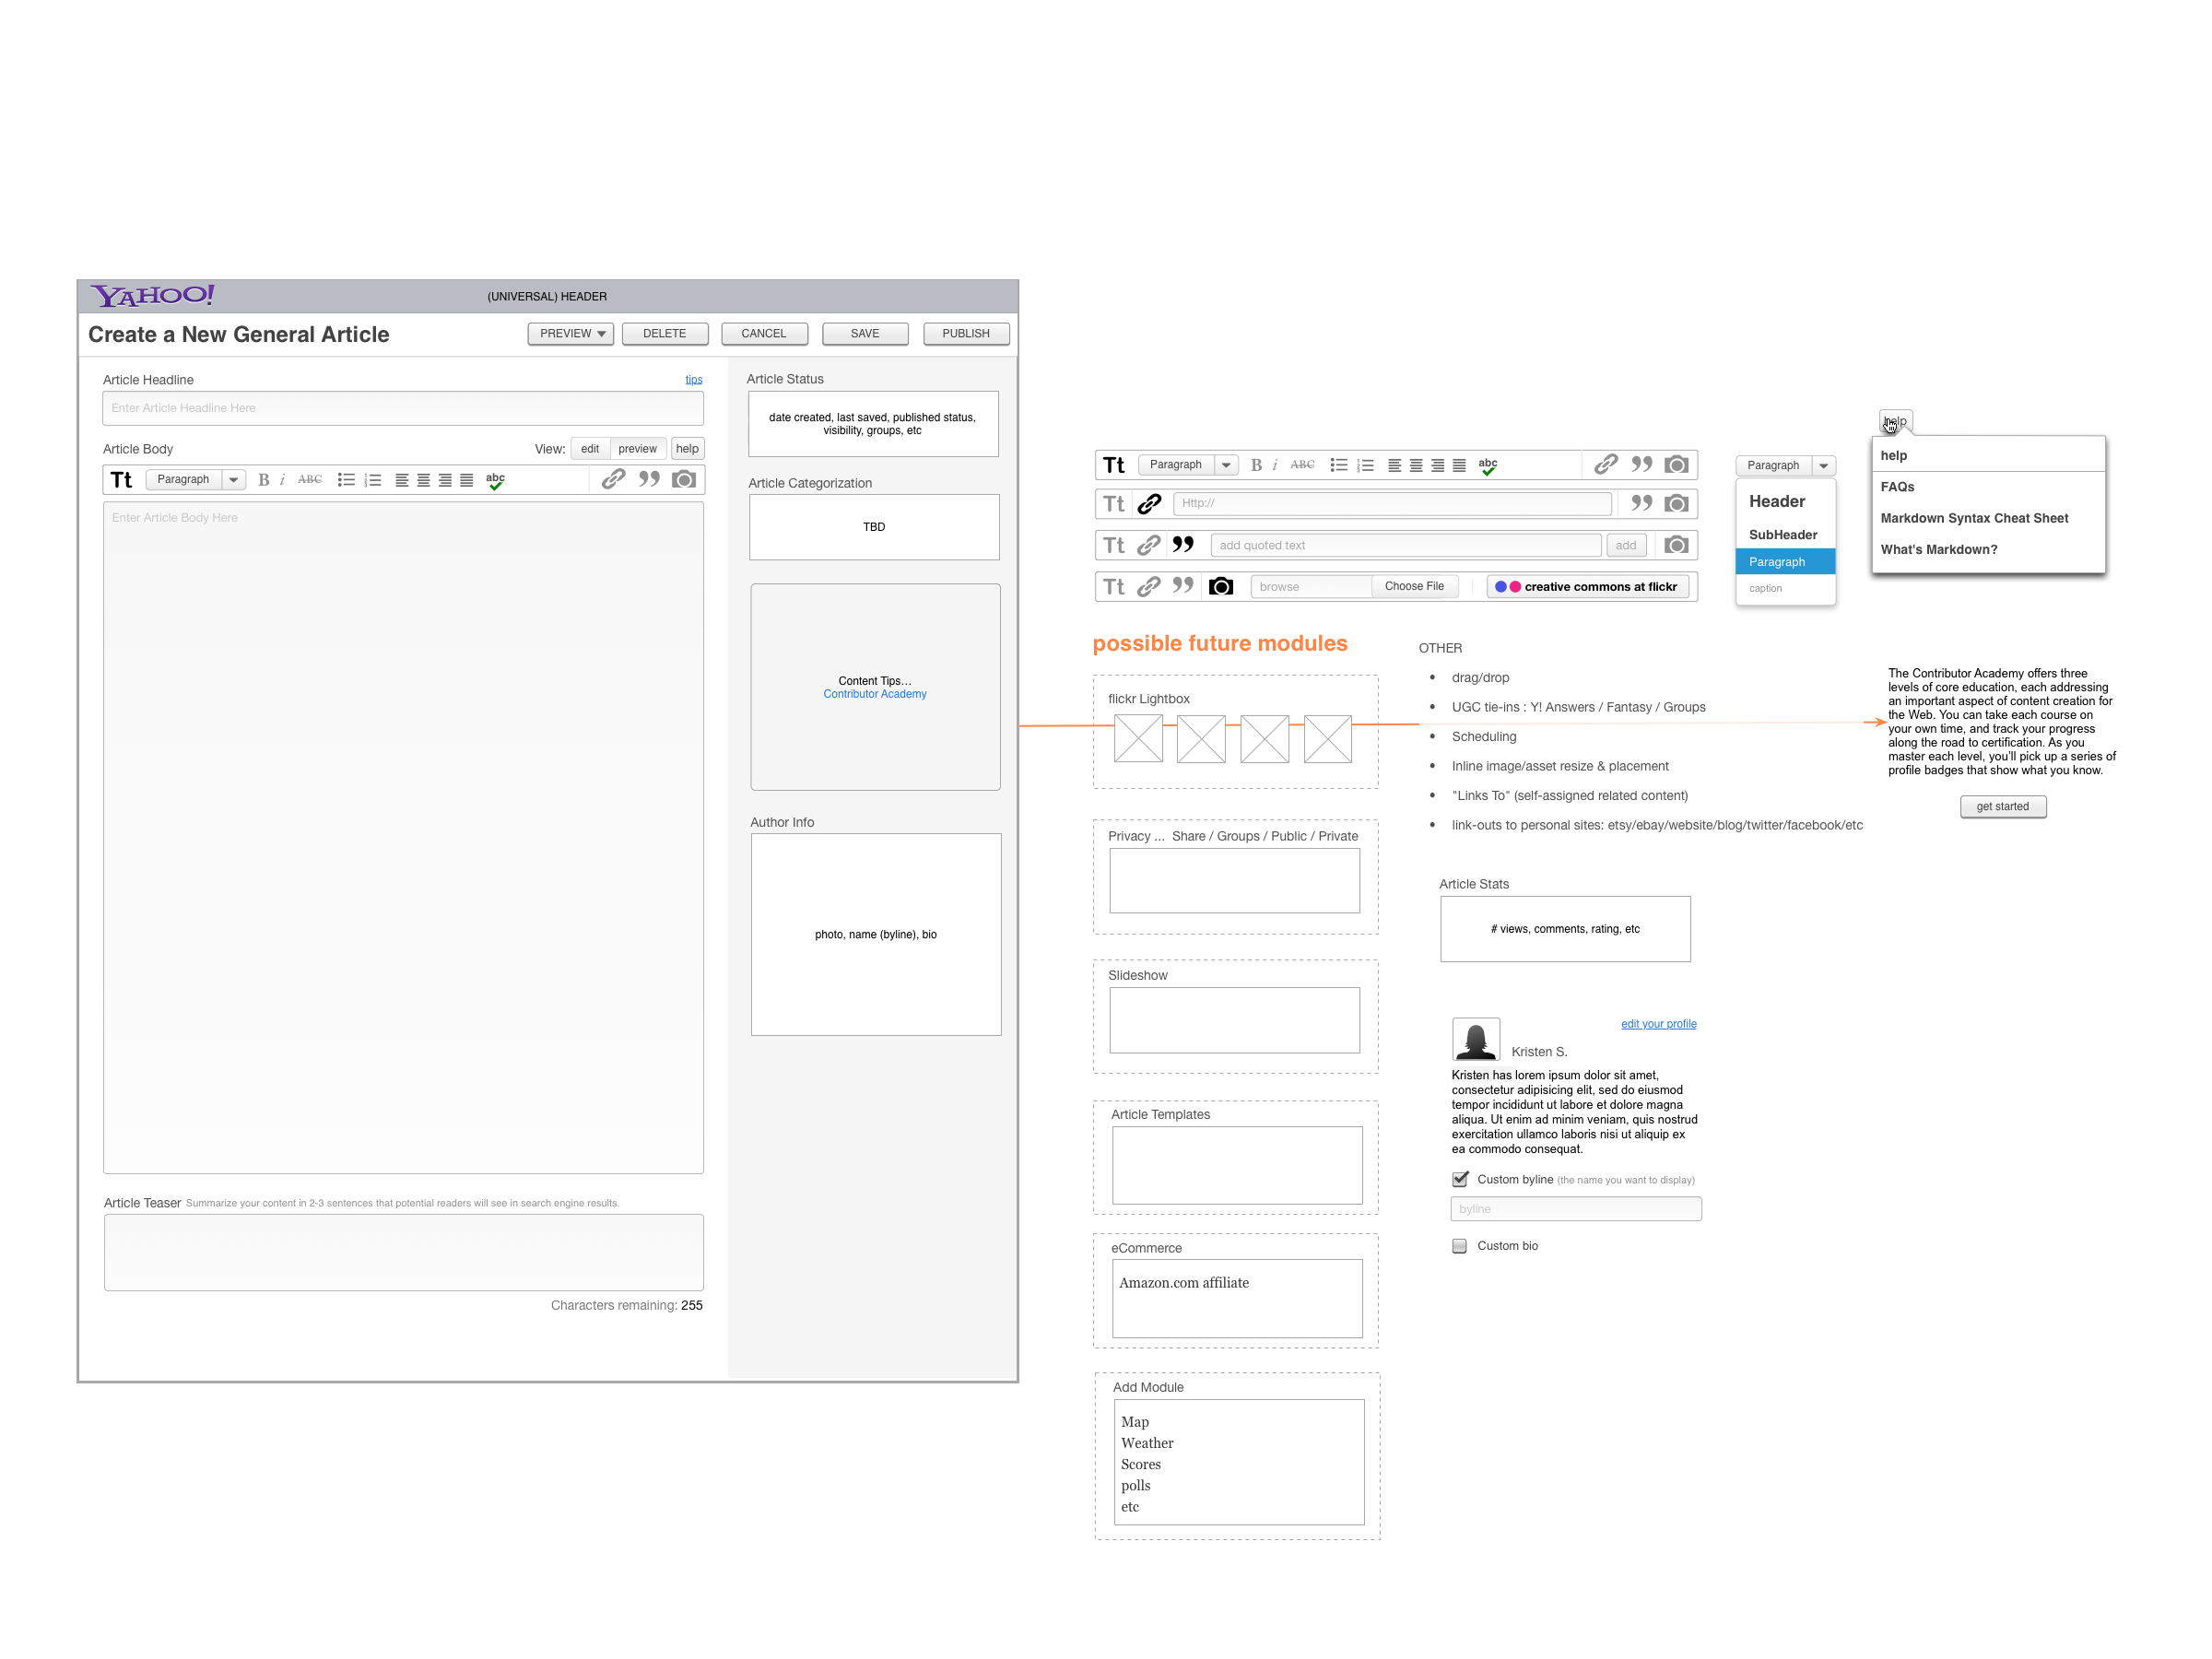 YAHOO!
(UNIVERSAL) HEADER
Create a New General Article
PREVIEW
DELETE
CANCEL
SAVE
PUBLISH
Article Headline
tips
Enter Article Headline Here
Article Body
View:
edit
preview
help
Tt
Paragraph
B
i
ABC
abc
Enter Article Body Here
Article Teaser
Summarize your content in 2-3 sentences that potential readers will see in search engine results.
Characters remaining: 255
Article Status
date created, last saved, published status,
visibility, groups, etc
Article Categorization
TBD
Content Tips...
Contributor Academy
Author Info
photo, name (byline), bio
Tt
Paragraph
B
i
ABC
abc
Tt
Http://
Tt
add quoted text
add
Tt
browse
Choose File
creative commons at flickr
Paragraph
Header
SubHeader
Paragraph
caption
help
help
FAQs
Markdown Syntax Cheat Sheet
What's Markdown?
possible future modules
flickr Lightbox
Privacy ... Share / Groups / Public / Private
Slideshow
Article Templates
eCommerce
Amazon.com affiliate
Add Module
Map
Weather
Scores
polls
etc
OTHER
• drag/drop
• UGC tie-ins : Y! Answers / Fantasy / Groups
• Scheduling
• Inline image/asset resize & placement
• "Links To" (self-assigned related content)
• link-outs to personal sites: etsy/ebay/website/blog/twitter/facebook/etc
Article Stats
# views, comments, rating, etc
edit your profile
Kristen S.
Kristen has lorem ipsum dolor sit amet,
consectetur adipisicing elit, sed do eiusmod
tempor incididunt ut labore et dolore magna
aliqua. Ut enim ad minim veniam, quis nostrud
exercitation ullamco laboris nisi ut aliquip ex
ea commodo consequat.
Custom byline (the name you want to display)
byline
Custom bio
The Contributor Academy offers three
levels of core education, each addressing
an important aspect of content creation for
the Web. You can take each course on
your own time, and track your progress
along the road to certification. As you
master each level, you'll pick up a series of
profile badges that show what you know.
get started